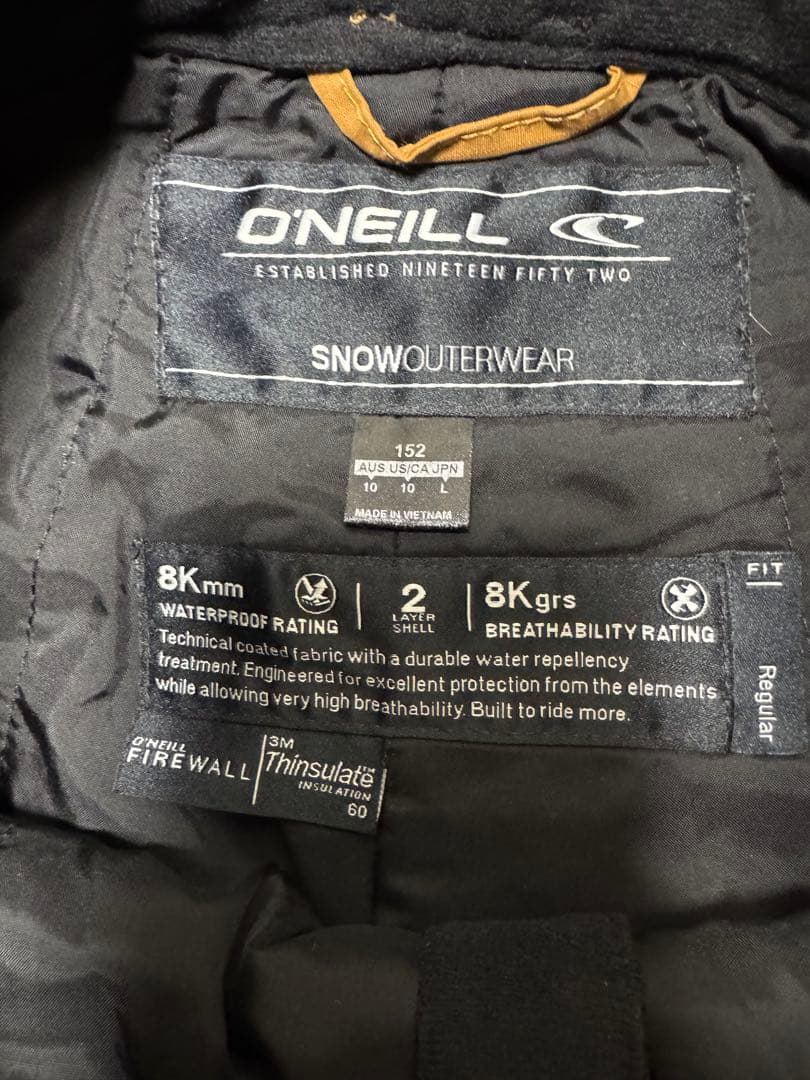 O'NEILL
ESTABLISHED NINETEEN FIFTY TWO
SNOWOUTERWEAR
152
AUS US/CA JPN
10 10 L
MADE IN VIETNAM
8Kmm
WATERPROOF RATING
2
LAYER
SHELL
8Kgrs
BREATHABILITY RATING
Technical coated fabric with a durable water repellency
treatment. Engineered for excellent protection from the elements
while allowing very high breathability. Built to ride more.
FIT
Regular
O'NEILL
FIREWALL
3M
Thinsulate™
INSULATION
60